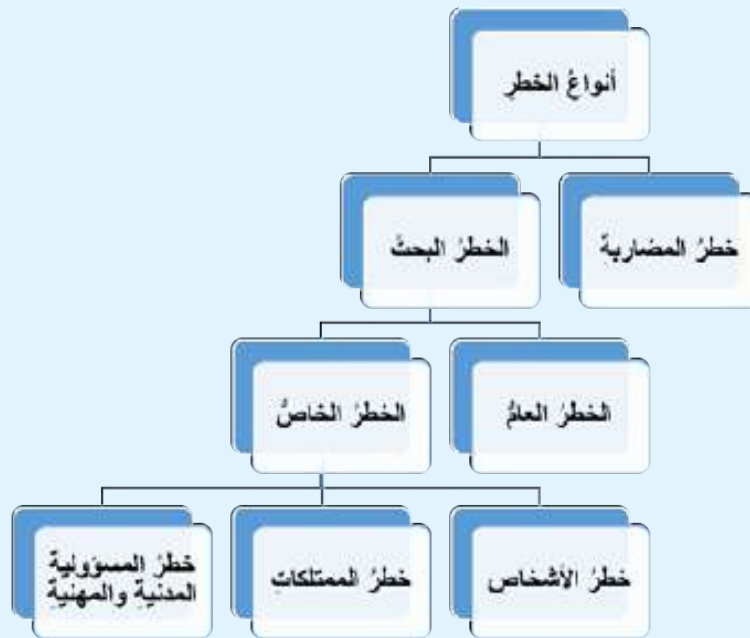 أنواعُ الخطرِ
خطرُ المضاربةِ
الخطرُ البحتُ
الخطرُ العامُّ
الخطرُ الخاصُّ
خطرُ الأشخاصِ
خطرُ الممتلكاتِ
خطرُ المسؤوليةِ
المدنيةِ والمهنيةِ